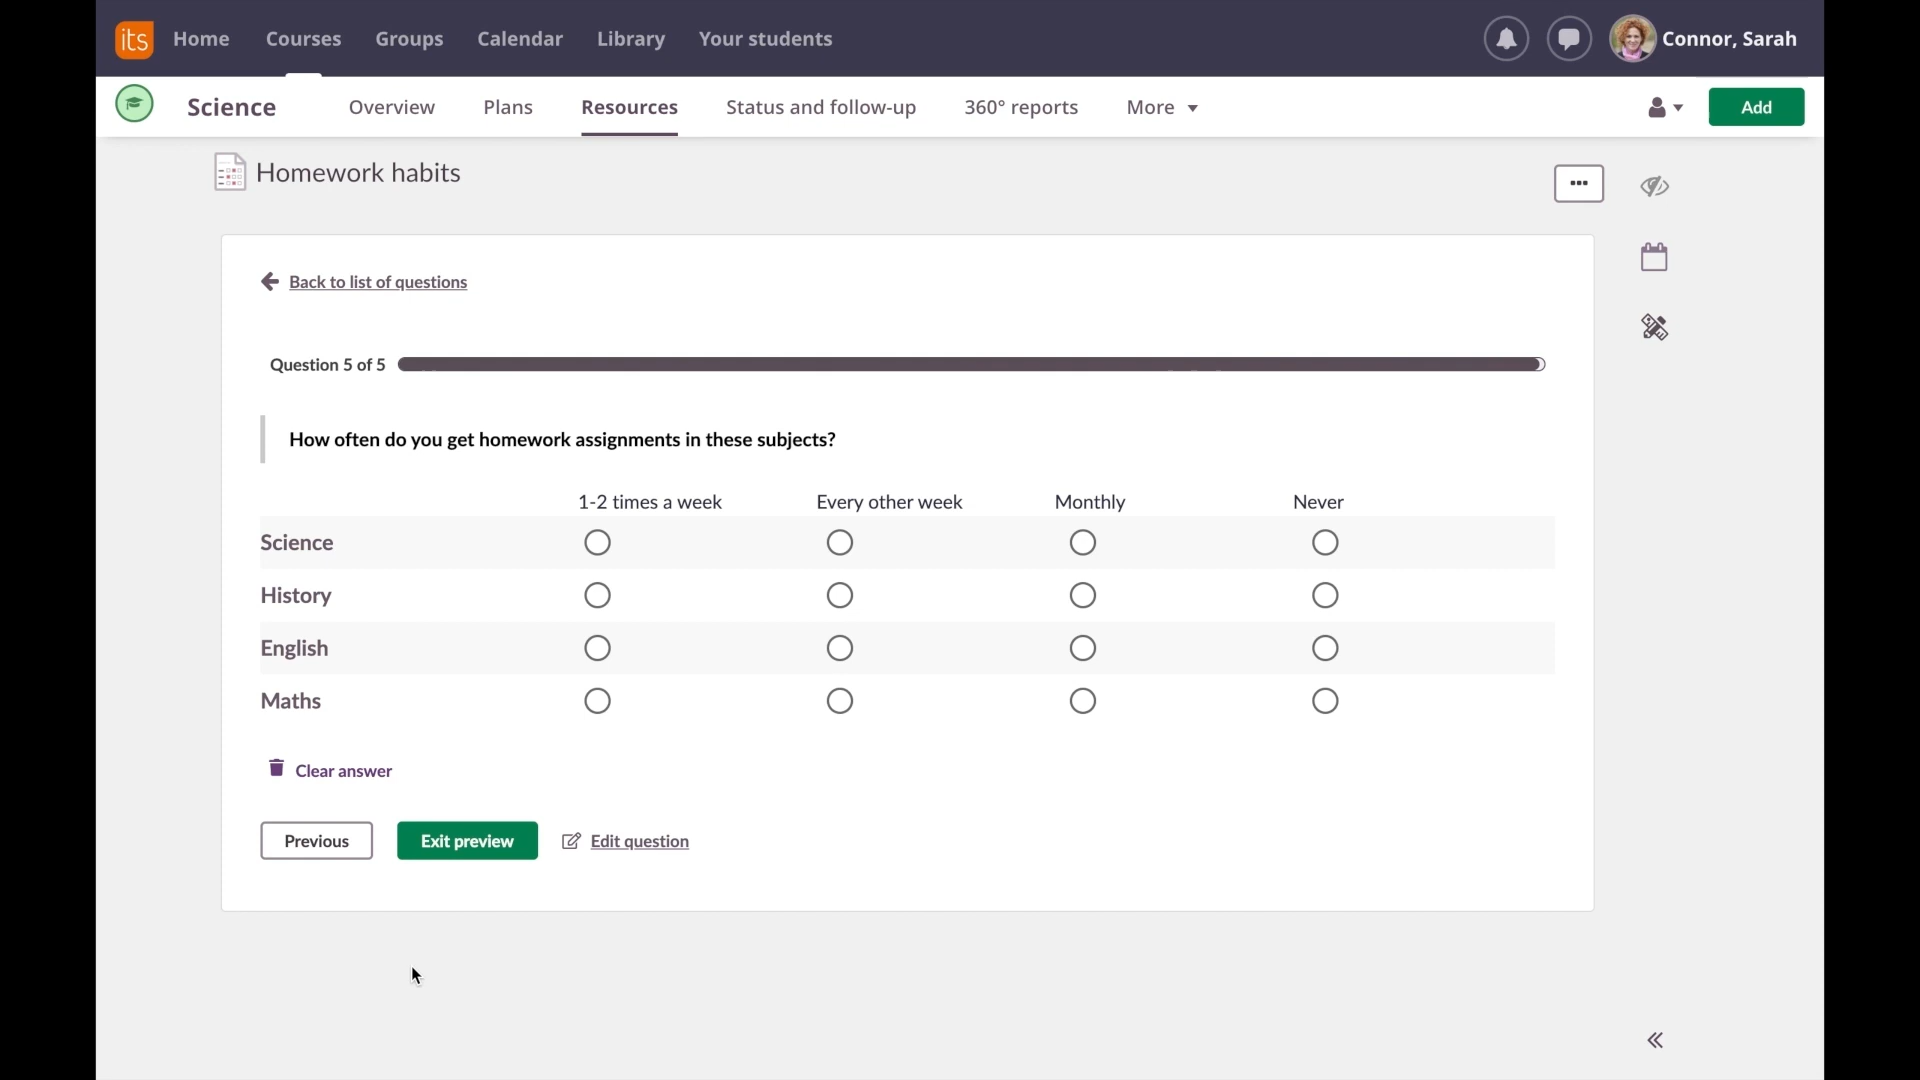 its Home Courses Groups Calendar Library Your students Connor, Sarah
Science Overview Plans Resources Status and follow-up 360° reports More Add
Homework habits
Back to list of questions
Question 5 of 5
How often do you get homework assignments in these subjects?
1-2 times a week Every other week Monthly Never
Science
History
English
Maths
Clear answer
Previous Exit preview Edit question